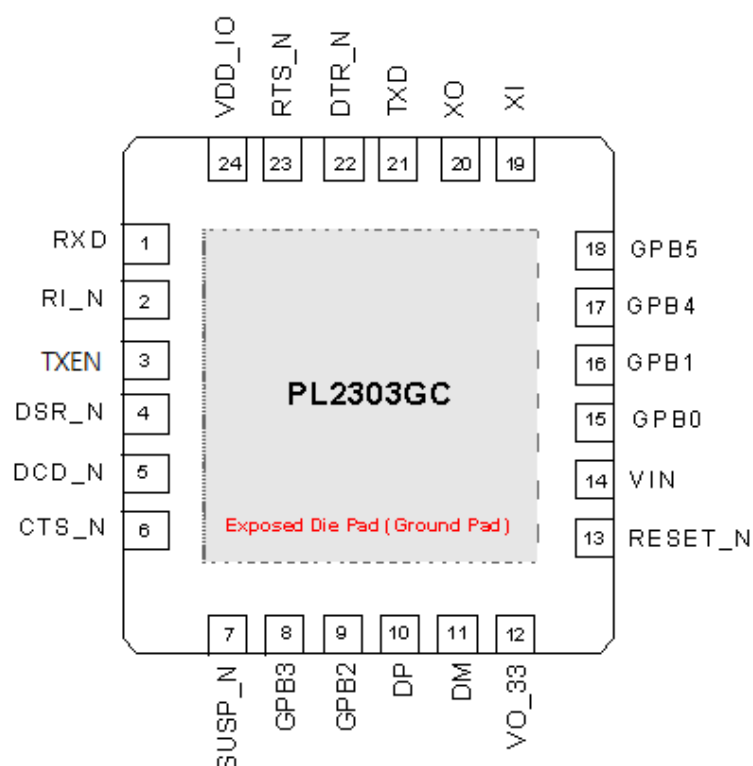 VDD_IO
RTS_N
DTR_N
TXD
XO
XI
24
23
22
21
20
19
RXD 1
RI_N 2
TXEN 3
DSR_N 4
DCD_N 5
CTS_N 6
PL2303GC
Exposed Die Pad (Ground Pad)
18 GPB5
17 GPB4
16 GPB1
15 GPB0
14 VIN
13 RESET_N
7
8
9
10
11
12
SUSP_N
GPB3
GPB2
DP
DM
VO_33